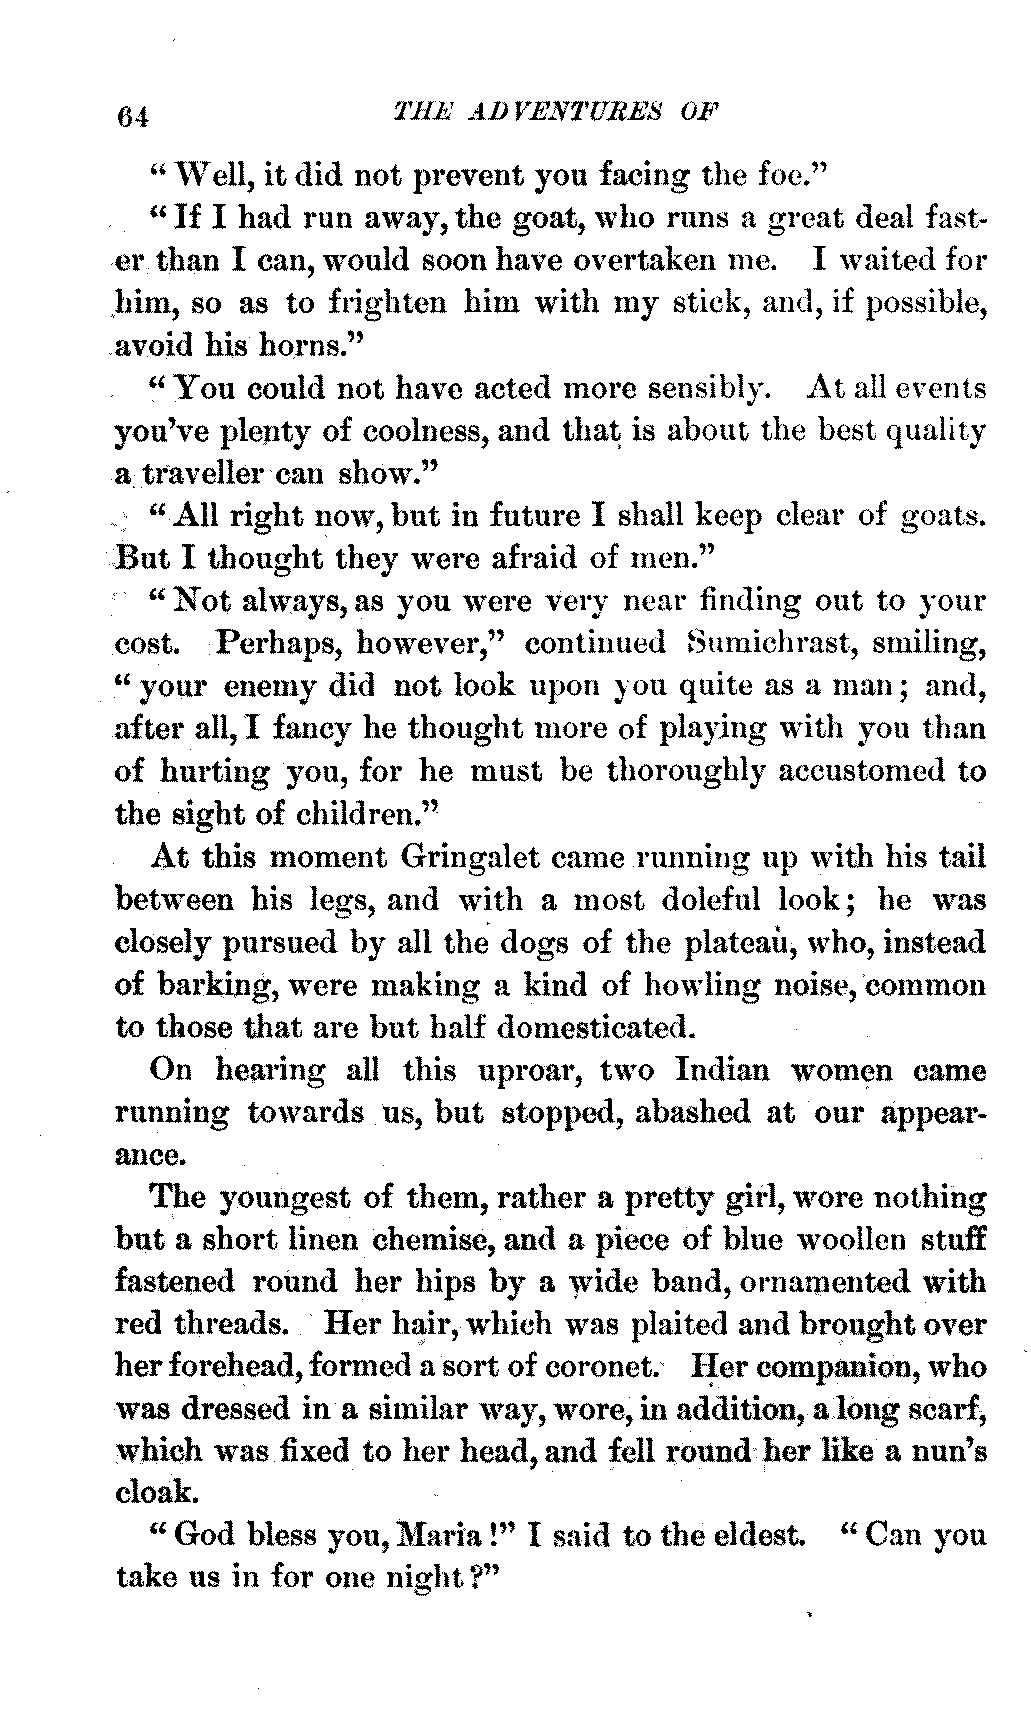 64 THE ADVENTURES OF
“Well, it did not prevent you facing the foe.”
“If I had run away, the goat, who runs a great deal fast-
er than I can, would soon have overtaken me. I waited for
him, so as to frighten him with my stick, and, if possible,
avoid his horns.”
“You could not have acted more sensibly. At all events
you’ve plenty of coolness, and that is about the best quality
a traveller can show.”
“All right now, but in future I shall keep clear of goats.
But I thought they were afraid of men.”
“Not always, as you were very near finding out to your
cost. Perhaps, however,” continued Sumichrast, smiling,
“your enemy did not look upon you quite as a man; and,
after all, I fancy he thought more of playing with you than
of hurting you, for he must be thoroughly accustomed to
the sight of children.”
At this moment Gringalet came running up with his tail
between his legs, and with a most doleful look; he was
closely pursued by all the dogs of the plateau, who, instead
of barking, were making a kind of howling noise, common
to those that are but half domesticated.
On hearing all this uproar, two Indian women came
running towards us, but stopped, abashed at our appear-
ance.
The youngest of them, rather a pretty girl, wore nothing
but a short linen chemise, and a piece of blue woollen stuff
fastened round her hips by a wide band, ornamented with
red threads. Her hair, which was plaited and brought over
her forehead, formed a sort of coronet. Her companion, who
was dressed in a similar way, wore, in addition, a long scarf,
which was fixed to her head, and fell round her like a nun’s
cloak.
“God bless you, Maria!” I said to the eldest. “Can you
take us in for one night?”